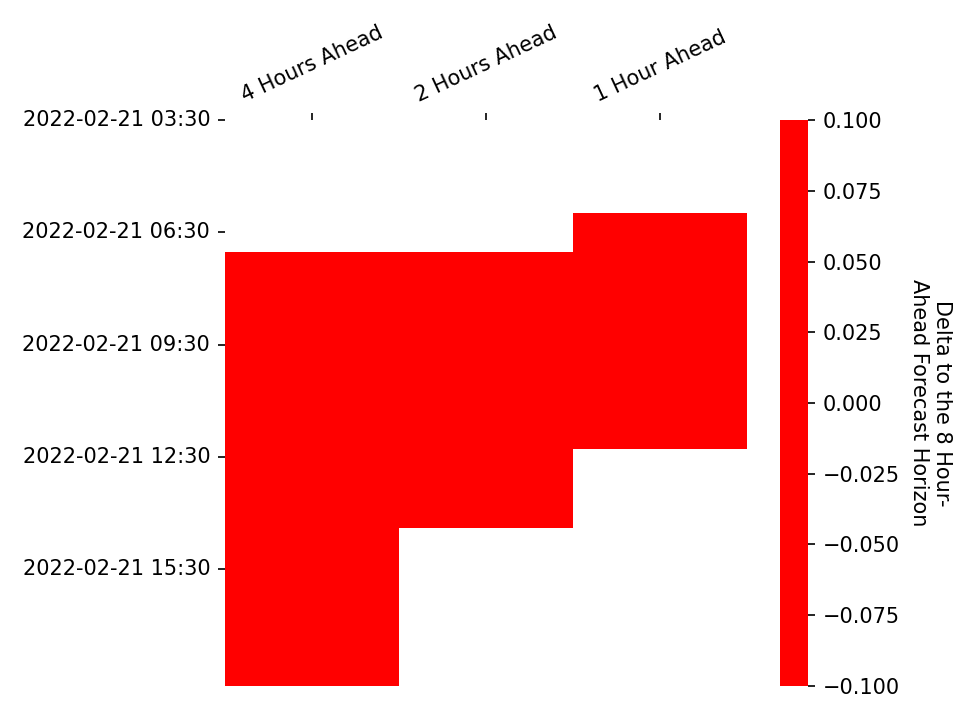 4 Hours Ahead
2 Hours Ahead
1 Hour Ahead
2022-02-21 03:30
2022-02-21 06:30
2022-02-21 09:30
2022-02-21 12:30
2022-02-21 15:30
0.100
0.075
0.050
0.025
0.000
−0.025
−0.050
−0.075
−0.100
Delta to the 8 Hour-
Ahead Forecast Horizon